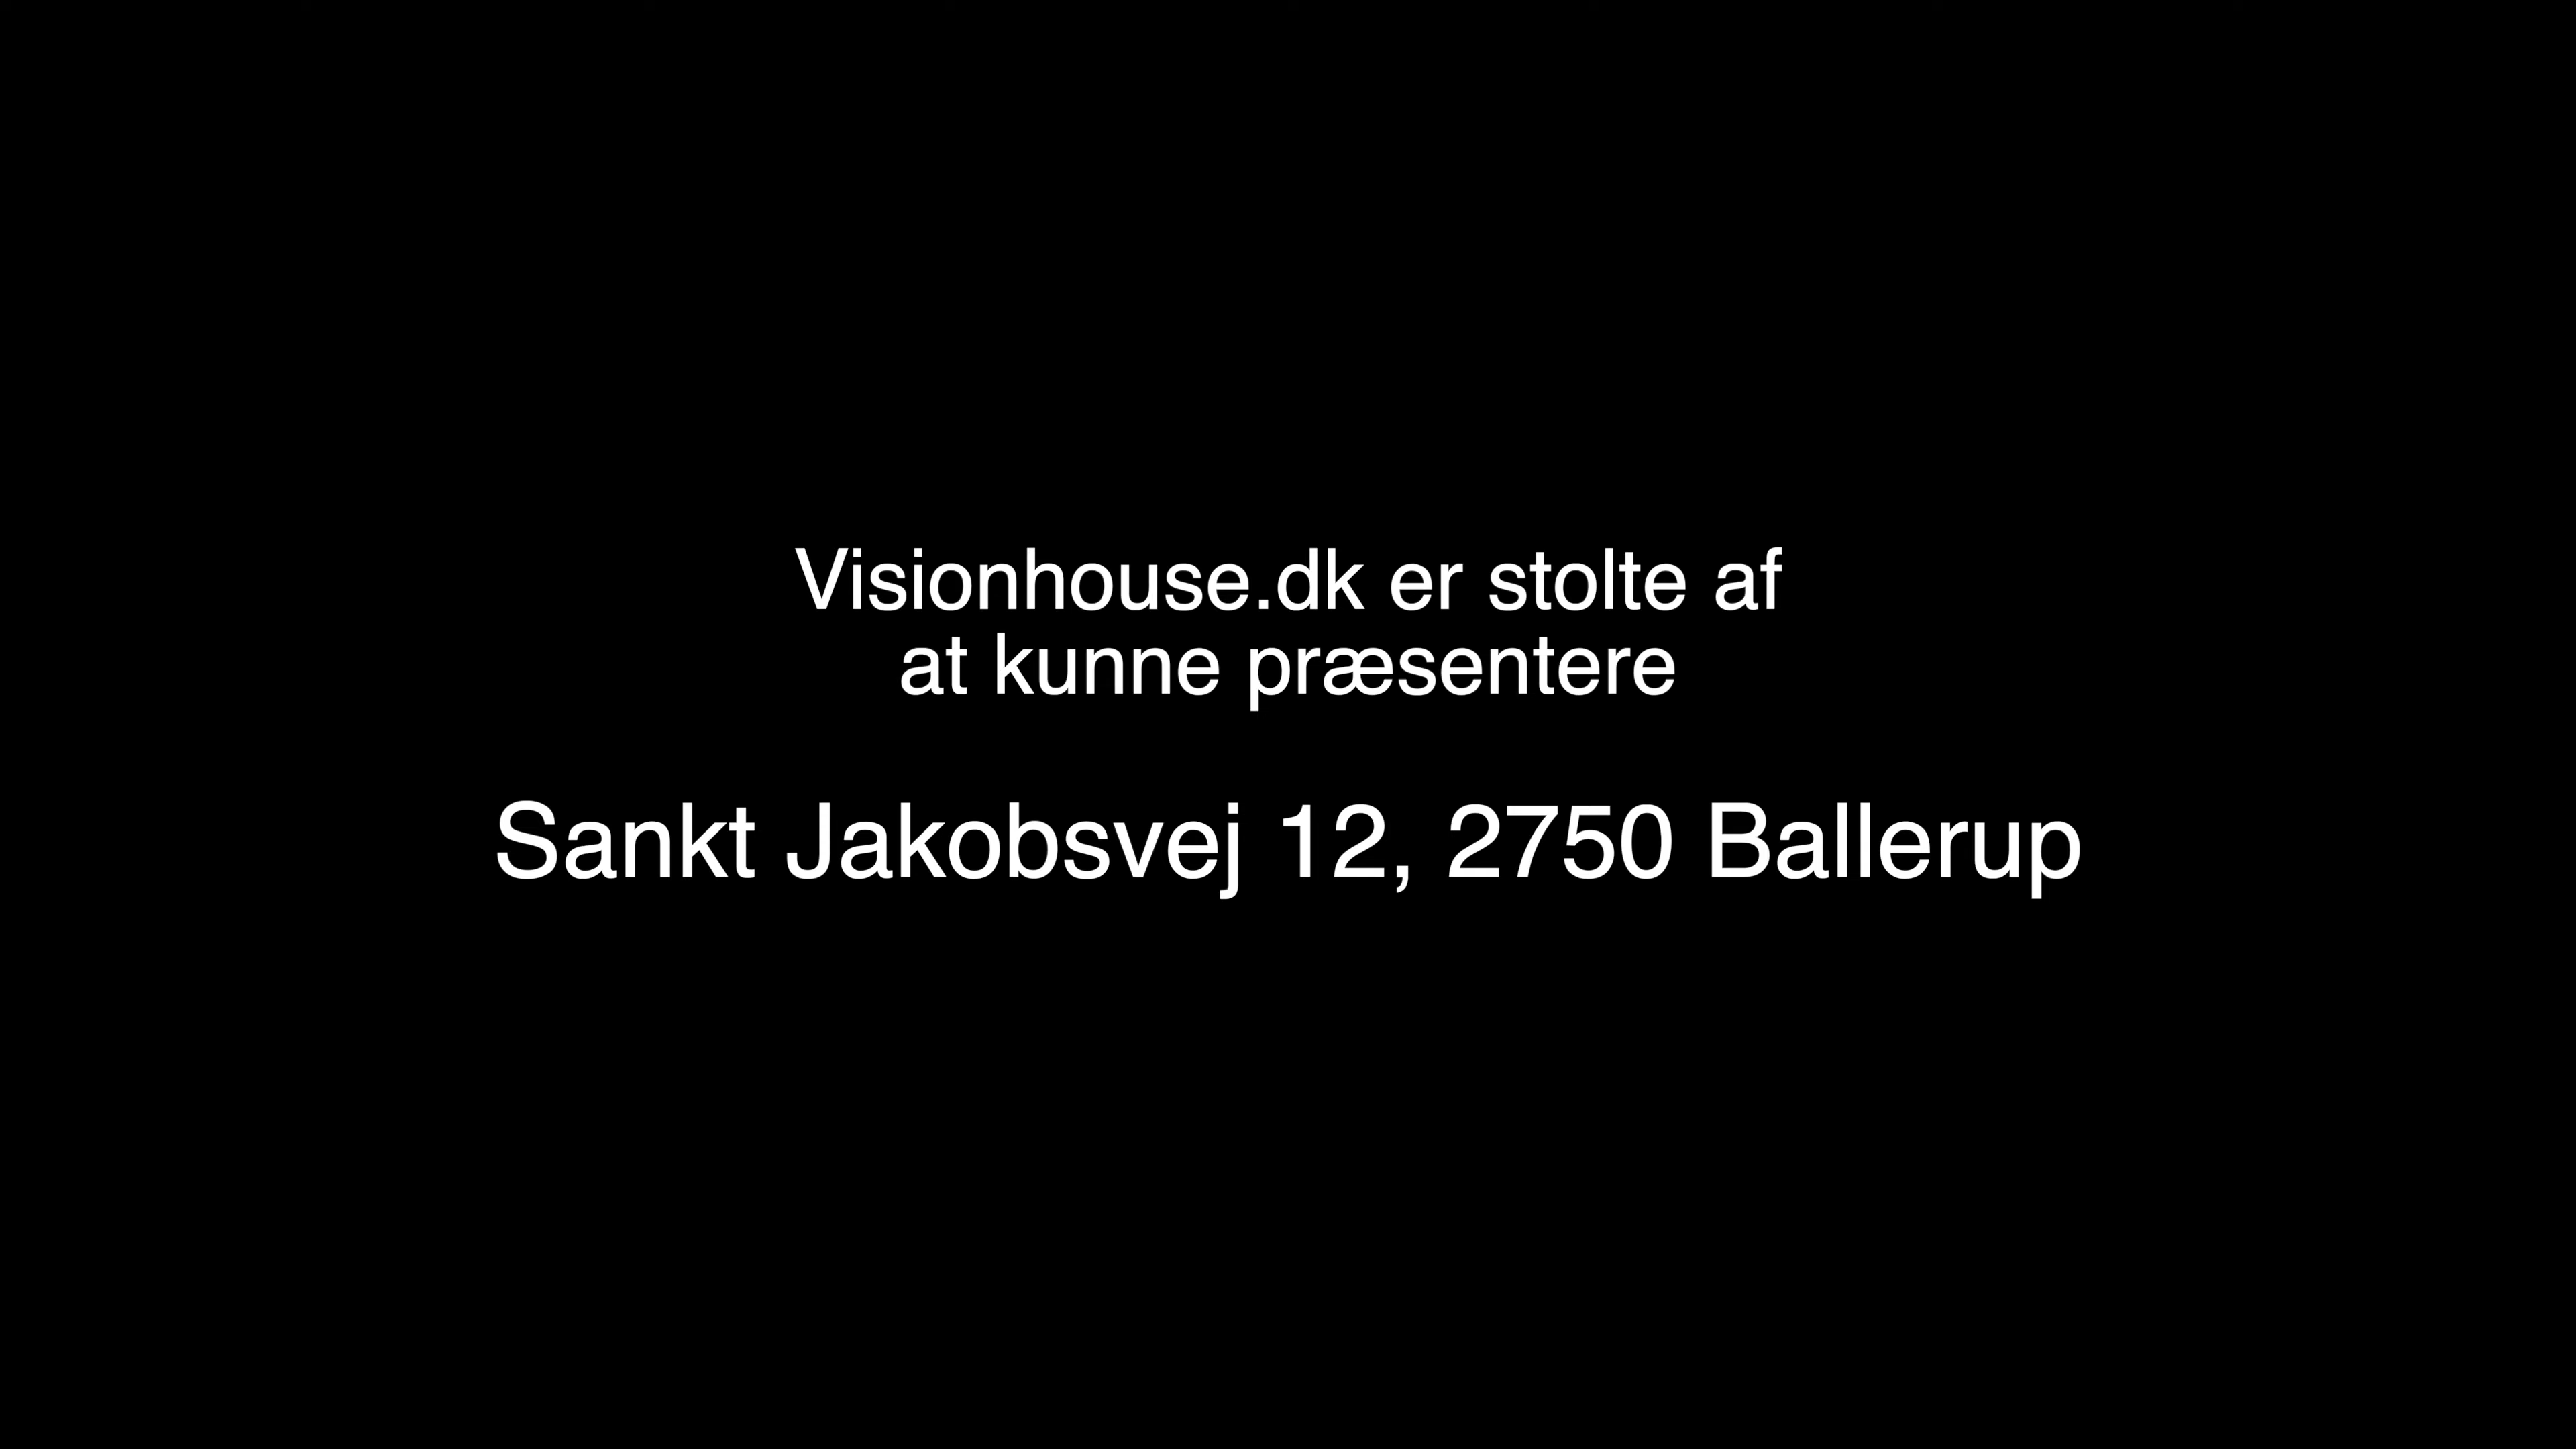 Visionhouse.dk er stolte af
at kunne præsentere
Sankt Jakobsvej 12, 2750 Ballerup